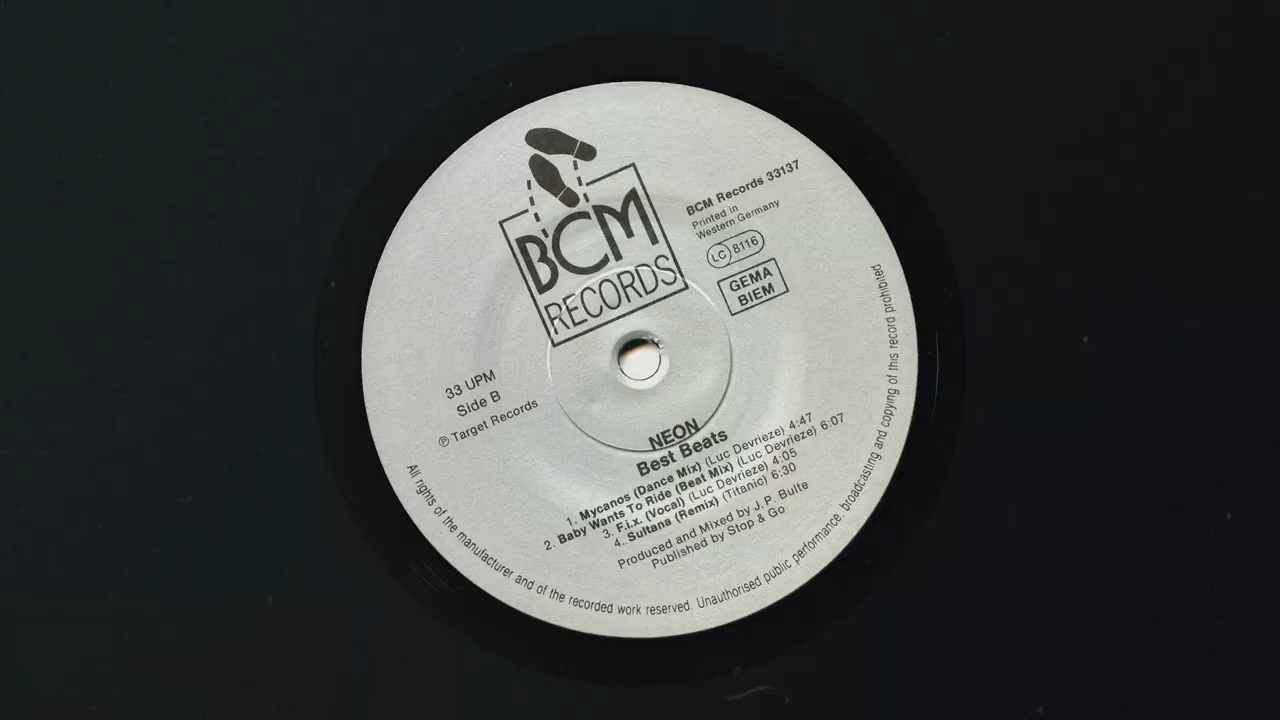 BCM
RECORDS
BCM Records 33137
Printed in
Western Germany
LC 8116
GEMA
BIEM
33 UPM
Side B
℗ Target Records
NEON
Best Beats
1. Mycanos (Dance Mix) (Luc Devrieze) 4:47
2. Baby Wants To Ride (Beat Mix) (Luc Devrieze) 6:07
3. F.i.x. (Vocal) (Luc Devrieze) 4:05
4..Sultana (Remix) (Titanic) 6:30
Produced and Mixed by J.P. Bulte
Published by Stop & Go
All rights of the manufacturer and of the recorded work reserved. Unauthorised public performance, broadcasting and copying of this record prohibited